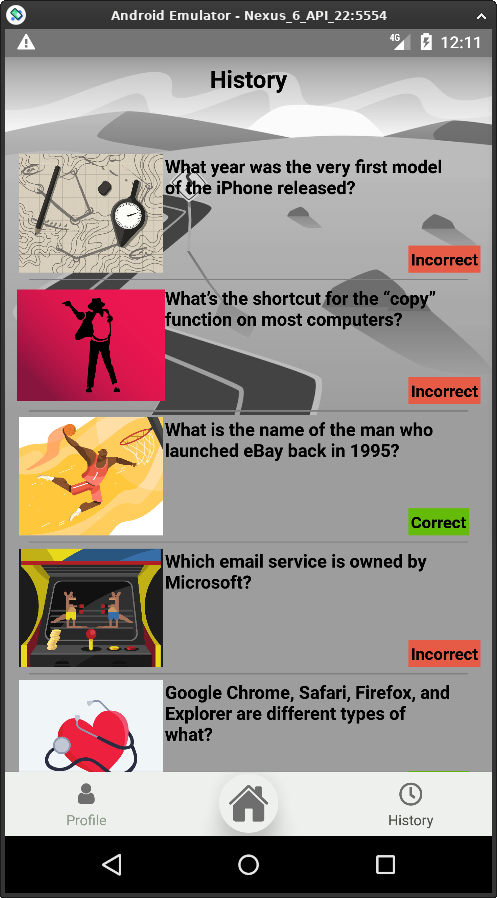 Android Emulator - Nexus_6_API_22:5554
4G 12:11
History
What year was the very first model
of the iPhone released?
Incorrect
What’s the shortcut for the “copy”
function on most computers?
Incorrect
What is the name of the man who
launched eBay back in 1995?
Correct
Which email service is owned by
Microsoft?
Incorrect
Google Chrome, Safari, Firefox, and
Explorer are different types of
what?
Profile
History